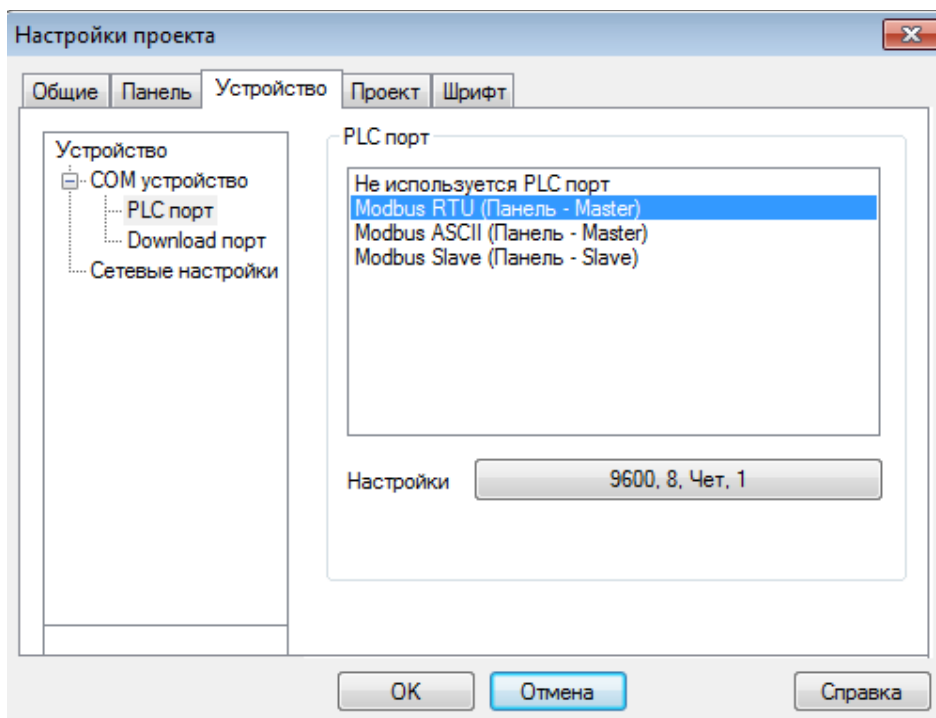 Настройки проекта
Общие Панель Устройство Проект Шрифт
Устройство
COM устройство
PLC порт
Download порт
Сетевые настройки
PLC порт
Не используется PLC порт
Modbus RTU (Панель - Master)
Modbus ASCII (Панель - Master)
Modbus Slave (Панель - Slave)
Настройки 9600, 8, Чет, 1
OK Отмена Справка